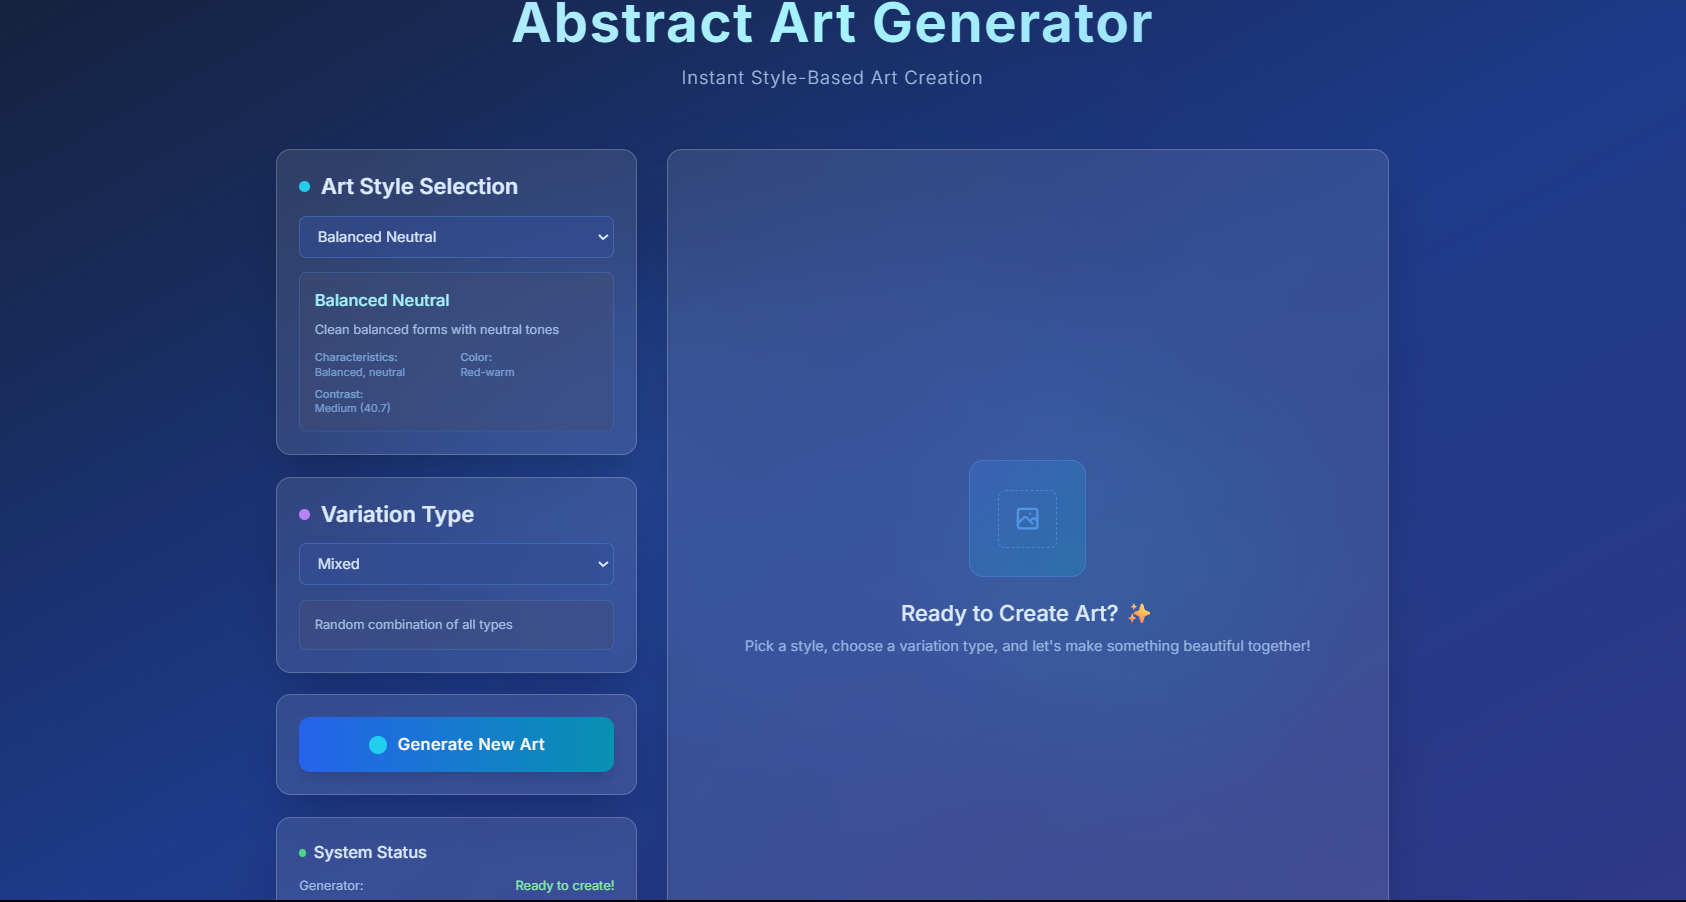 Abstract Art Generator
Instant Style-Based Art Creation
Art Style Selection
Balanced Neutral
Balanced Neutral
Clean balanced forms with neutral tones
Characteristics:
Balanced, neutral
Color:
Red-warm
Contrast:
Medium (40.7)
Variation Type
Mixed
Random combination of all types
Generate New Art
System Status
Generator: Ready to create!
Ready to Create Art? ✨
Pick a style, choose a variation type, and let's make something beautiful together!